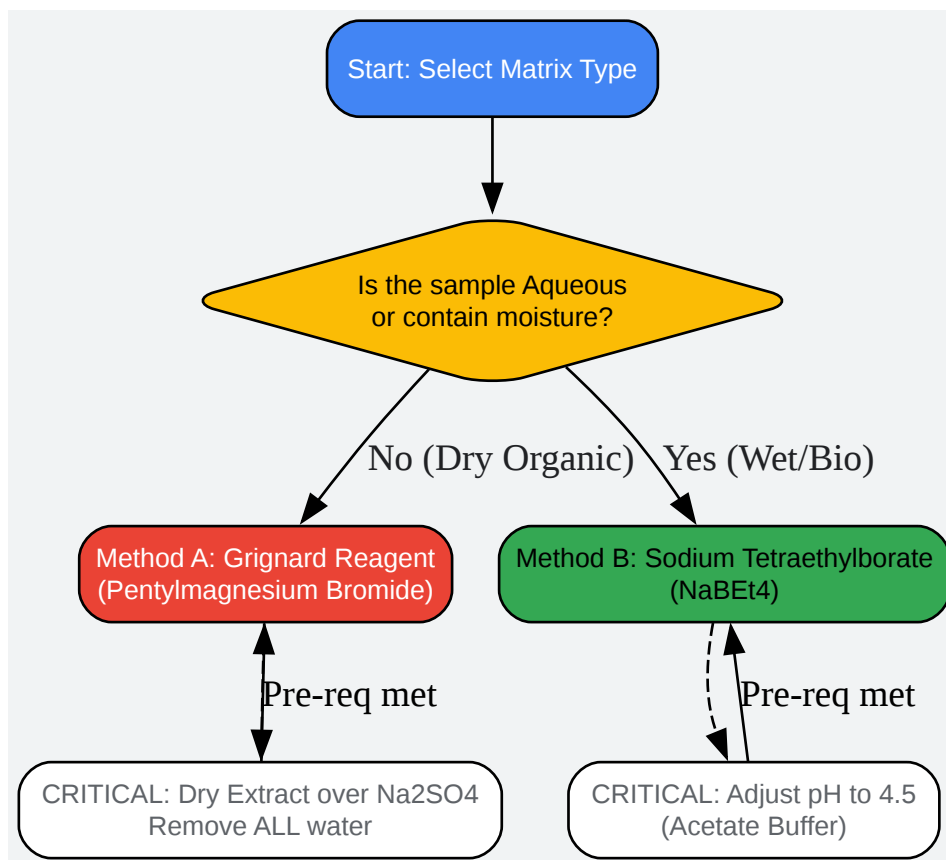 Start: Select Matrix Type
Is the sample Aqueous
or contain moisture?
No (Dry Organic)
Yes (Wet/Bio)
Method A: Grignard Reagent
(Pentylmagnesium Bromide)
Method B: Sodium Tetraethylborate
(NaBEt4)
Pre-req met
Pre-req met
CRITICAL: Dry Extract over Na2SO4
Remove ALL water
CRITICAL: Adjust pH to 4.5
(Acetate Buffer)